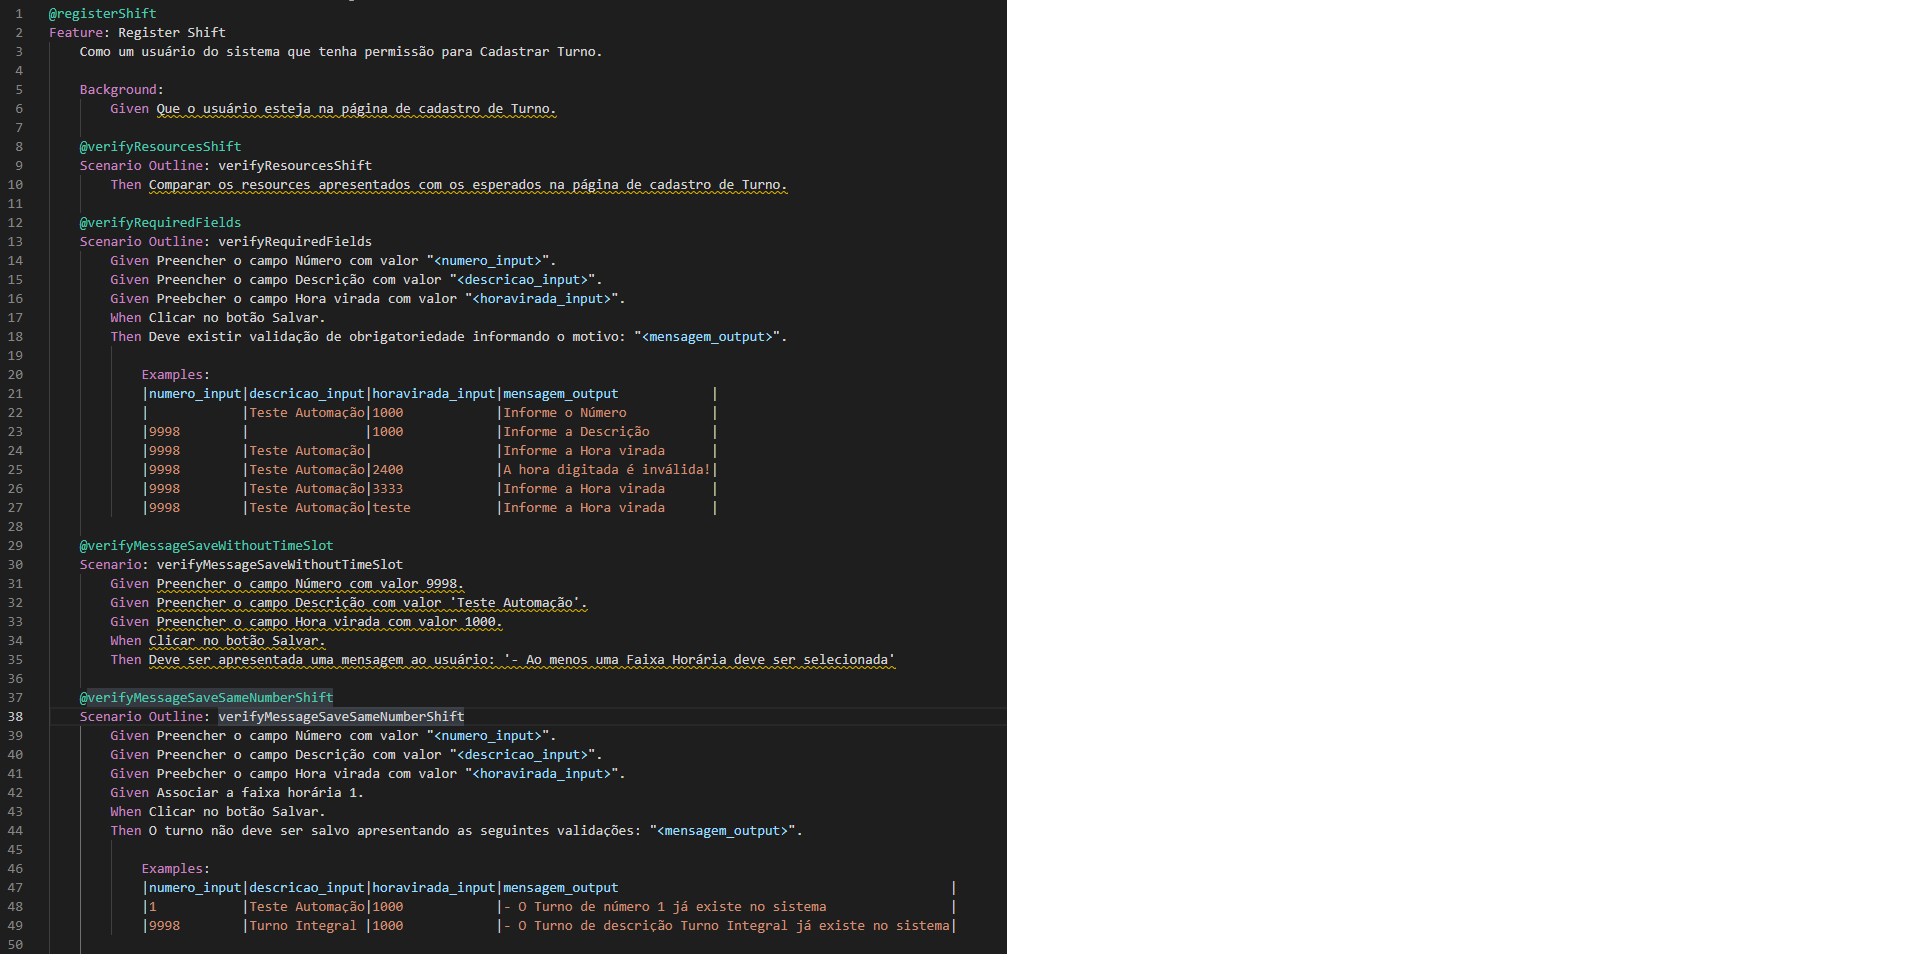 1 @registerShift
2 Feature: Register Shift
3 Como um usuário do sistema que tenha permissão para Cadastrar Turno.
4
5 Background:
6 Given Que o usuário esteja na página de cadastro de Turno.
7
8 @verifyResourcesShift
9 Scenario Outline: verifyResourcesShift
10 Then Comparar os resources apresentados com os esperados na página de cadastro de Turno.
11
12 @verifyRequiredFields
13 Scenario Outline: verifyRequiredFields
14 Given Preencher o campo Número com valor "<numero_input>".
15 Given Preencher o campo Descrição com valor "<descricao_input>".
16 Given Preebcher o campo Hora virada com valor "<horavirada_input>".
17 When Clicar no botão Salvar.
18 Then Deve existir validação de obrigatoriedade informando o motivo: "<mensagem_output>".
19
20 Examples:
21 |numero_input|descricao_input|horavirada_input|mensagem_output |
22 | |Teste Automação|1000 |Informe o Número |
23 |9998 | |1000 |Informe a Descrição |
24 |9998 |Teste Automação| |Informe a Hora virada |
25 |9998 |Teste Automação|2400 |A hora digitada é inválida!|
26 |9998 |Teste Automação|3333 |Informe a Hora virada |
27 |9998 |Teste Automação|teste |Informe a Hora virada |
28
29 @verifyMessageSaveWithoutTimeSlot
30 Scenario: verifyMessageSaveWithoutTimeSlot
31 Given Preencher o campo Número com valor 9998.
32 Given Preencher o campo Descrição com valor 'Teste Automação'.
33 Given Preencher o campo Hora virada com valor 1000.
34 When Clicar no botão Salvar.
35 Then Deve ser apresentada uma mensagem ao usuário: '- Ao menos uma Faixa Horária deve ser selecionada'
36
37 @verifyMessageSaveSameNumberShift
38 Scenario Outline: verifyMessageSaveSameNumberShift
39 Given Preencher o campo Número com valor "<numero_input>".
40 Given Preencher o campo Descrição com valor "<descricao_input>".
41 Given Preebcher o campo Hora virada com valor "<horavirada_input>".
42 Given Associar a faixa horária 1.
43 When Clicar no botão Salvar.
44 Then O turno não deve ser salvo apresentando as seguintes validações: "<mensagem_output>".
45
46 Examples:
47 |numero_input|descricao_input|horavirada_input|mensagem_output |
48 |1 |Teste Automação|1000 |- O Turno de número 1 já existe no sistema |
49 |9998 |Turno Integral |1000 |- O Turno de descrição Turno Integral já existe no sistema|
50